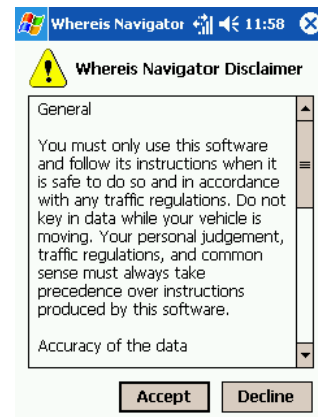 Whereis Navigator 11:58
Whereis Navigator Disclaimer
General
You must only use this software
and follow its instructions when it
is safe to do so and in accordance
with any traffic regulations. Do not
key in data while your vehicle is
moving. Your personal judgement,
traffic regulations, and common
sense must always take
precedence over instructions
produced by this software.
Accuracy of the data
Accept Decline